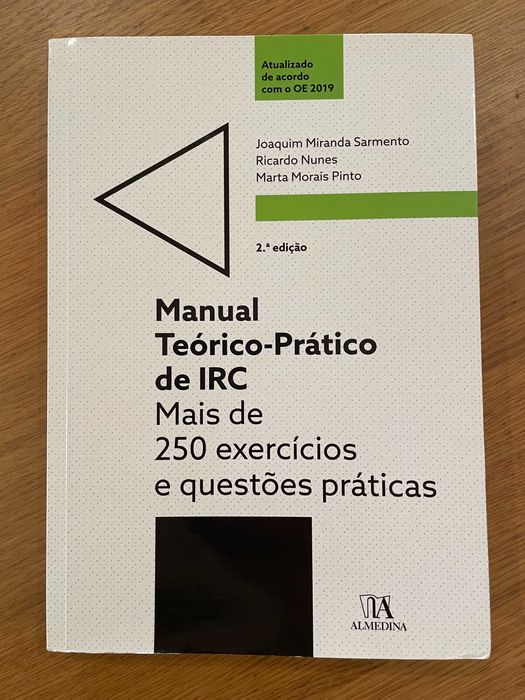 Atualizado
de acordo
com o OE 2019
Joaquim Miranda Sarmento
Ricardo Nunes
Marta Morais Pinto
2.ª edição
Manual
Teórico-Prático
de IRC
Mais de
250 exercícios
e questões práticas
ALMEDINA